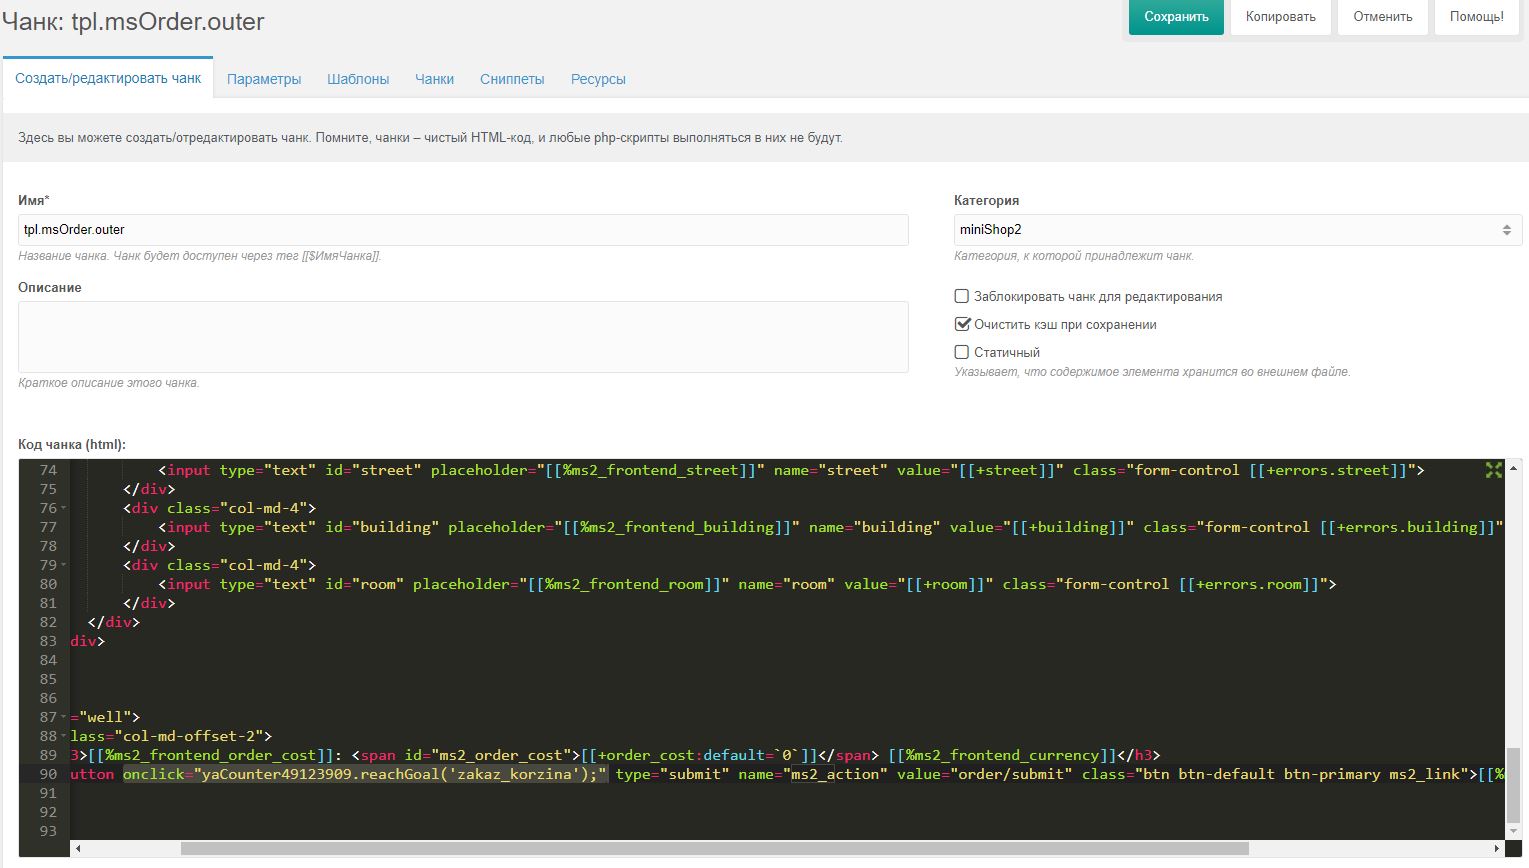 Чанк: tpl.msOrder.outer
Сохранить Копировать Отменить Помощь!
Создать/редактировать чанк Параметры Шаблоны Чанки Сниппеты Ресурсы
Здесь вы можете создать/отредактировать чанк. Помните, чанки – чистый HTML-код, и любые php-скрипты выполняться в них не будут.
Имя*
tpl.msOrder.outer
Название чанка. Чанк будет доступен через тег [[$ИмяЧанка]].
Описание
Краткое описание этого чанка.
Категория
miniShop2
Категория, к которой принадлежит чанк.
Заблокировать чанк для редактирования
Очистить кэш при сохранении
Статичный
Указывает, что содержимое элемента хранится во внешнем файле.
Код чанка (html):
74 <input type="text" id="street" placeholder="[[%ms2_frontend_street]]" name="street" value="[[+street]]" class="form-control [[+errors.street]]">
75 </div>
76 <div class="col-md-4">
77 <input type="text" id="building" placeholder="[[%ms2_frontend_building]]" name="building" value="[[+building]]" class="form-control [[+errors.building]]"
78 </div>
79 <div class="col-md-4">
80 <input type="text" id="room" placeholder="[[%ms2_frontend_room]]" name="room" value="[[+room]]" class="form-control [[+errors.room]]">
81 </div>
82 </div>
83 div>
84
85
86
87 ="well">
88 lass="col-md-offset-2">
89 3>[[%ms2_frontend_order_cost]]: <span id="ms2_order_cost">[[+order_cost:default=`0`]]</span> [[%ms2_frontend_currency]]</h3>
90 utton onclick="yaCounter49123909.reachGoal('zakaz_korzina');" type="submit" name="ms2_action" value="order/submit" class="btn btn-default btn-primary ms2_link">[[%
91
92
93